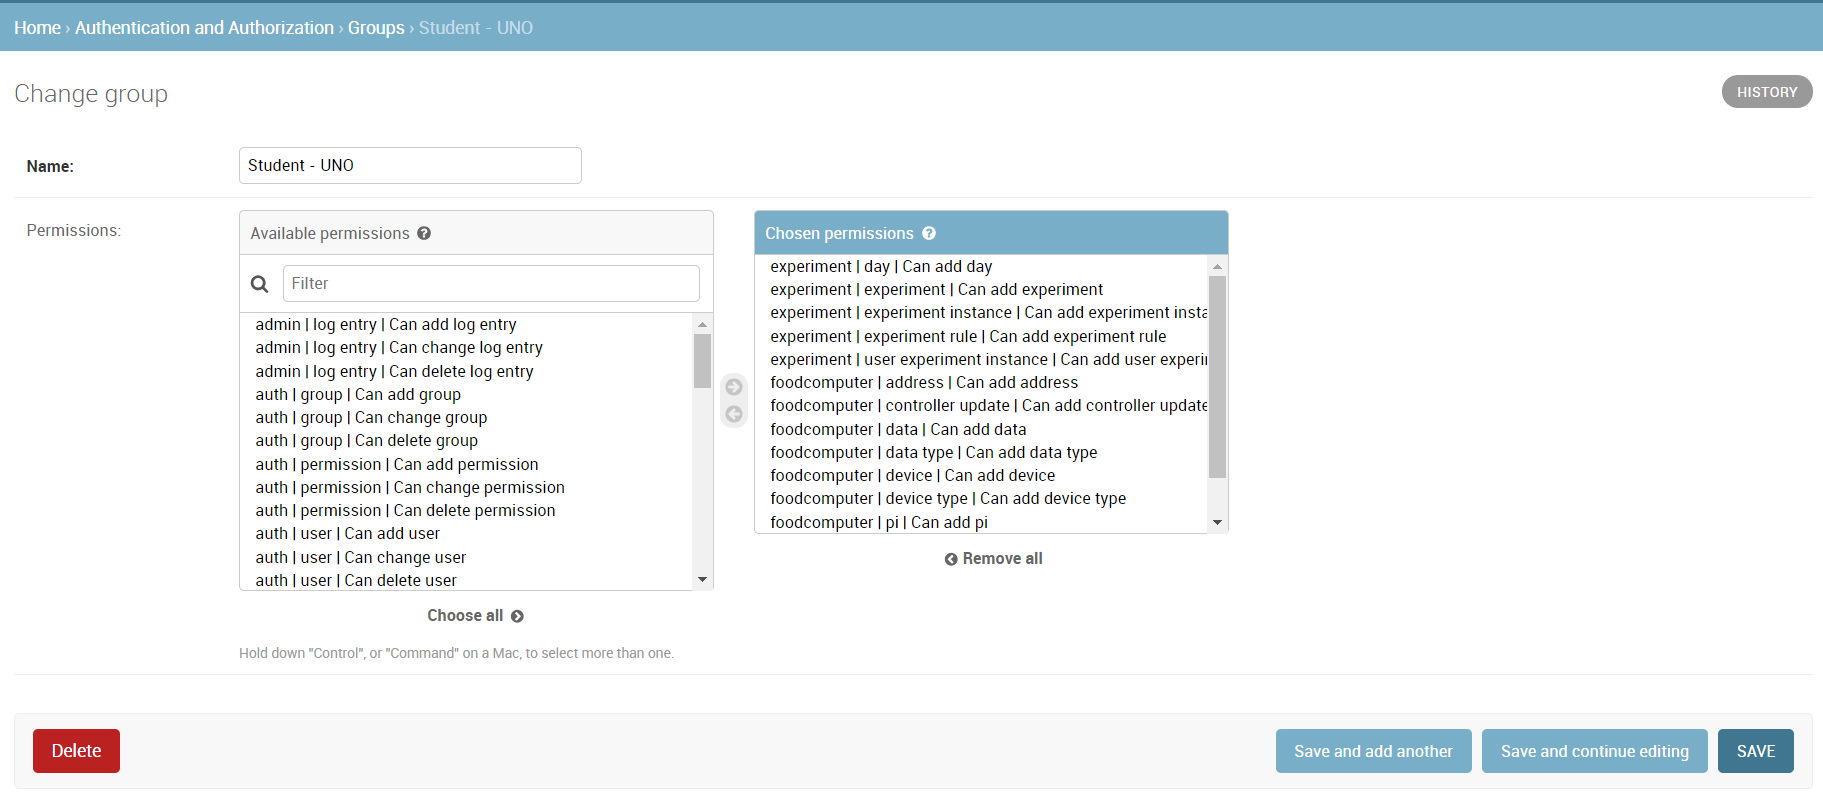 Home › Authentication and Authorization › Groups › Student - UNO
Change group
HISTORY
Name:
Student - UNO
Permissions:
Available permissions
Filter
admin | log entry | Can add log entry
admin | log entry | Can change log entry
admin | log entry | Can delete log entry
auth | group | Can add group
auth | group | Can change group
auth | group | Can delete group
auth | permission | Can add permission
auth | permission | Can change permission
auth | permission | Can delete permission
auth | user | Can add user
auth | user | Can change user
auth | user | Can delete user
Choose all
Hold down "Control", or "Command" on a Mac, to select more than one.
Chosen permissions
experiment | day | Can add day
experiment | experiment | Can add experiment
experiment | experiment instance | Can add experiment insta
experiment | experiment rule | Can add experiment rule
experiment | user experiment instance | Can add user experi
foodcomputer | address | Can add address
foodcomputer | controller update | Can add controller update
foodcomputer | data | Can add data
foodcomputer | data type | Can add data type
foodcomputer | device | Can add device
foodcomputer | device type | Can add device type
foodcomputer | pi | Can add pi
Remove all
Delete
Save and add another
Save and continue editing
SAVE